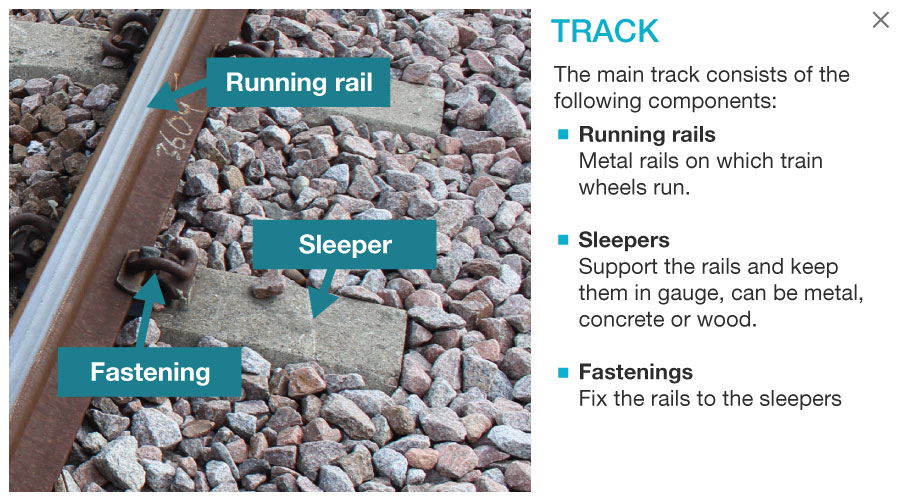 Running rail
3604
Sleeper
Fastening
TRACK
The main track consists of the
following components:
Running rails
Metal rails on which train
wheels run.
Sleepers
Support the rails and keep
them in gauge, can be metal,
concrete or wood.
Fastenings
Fix the rails to the sleepers